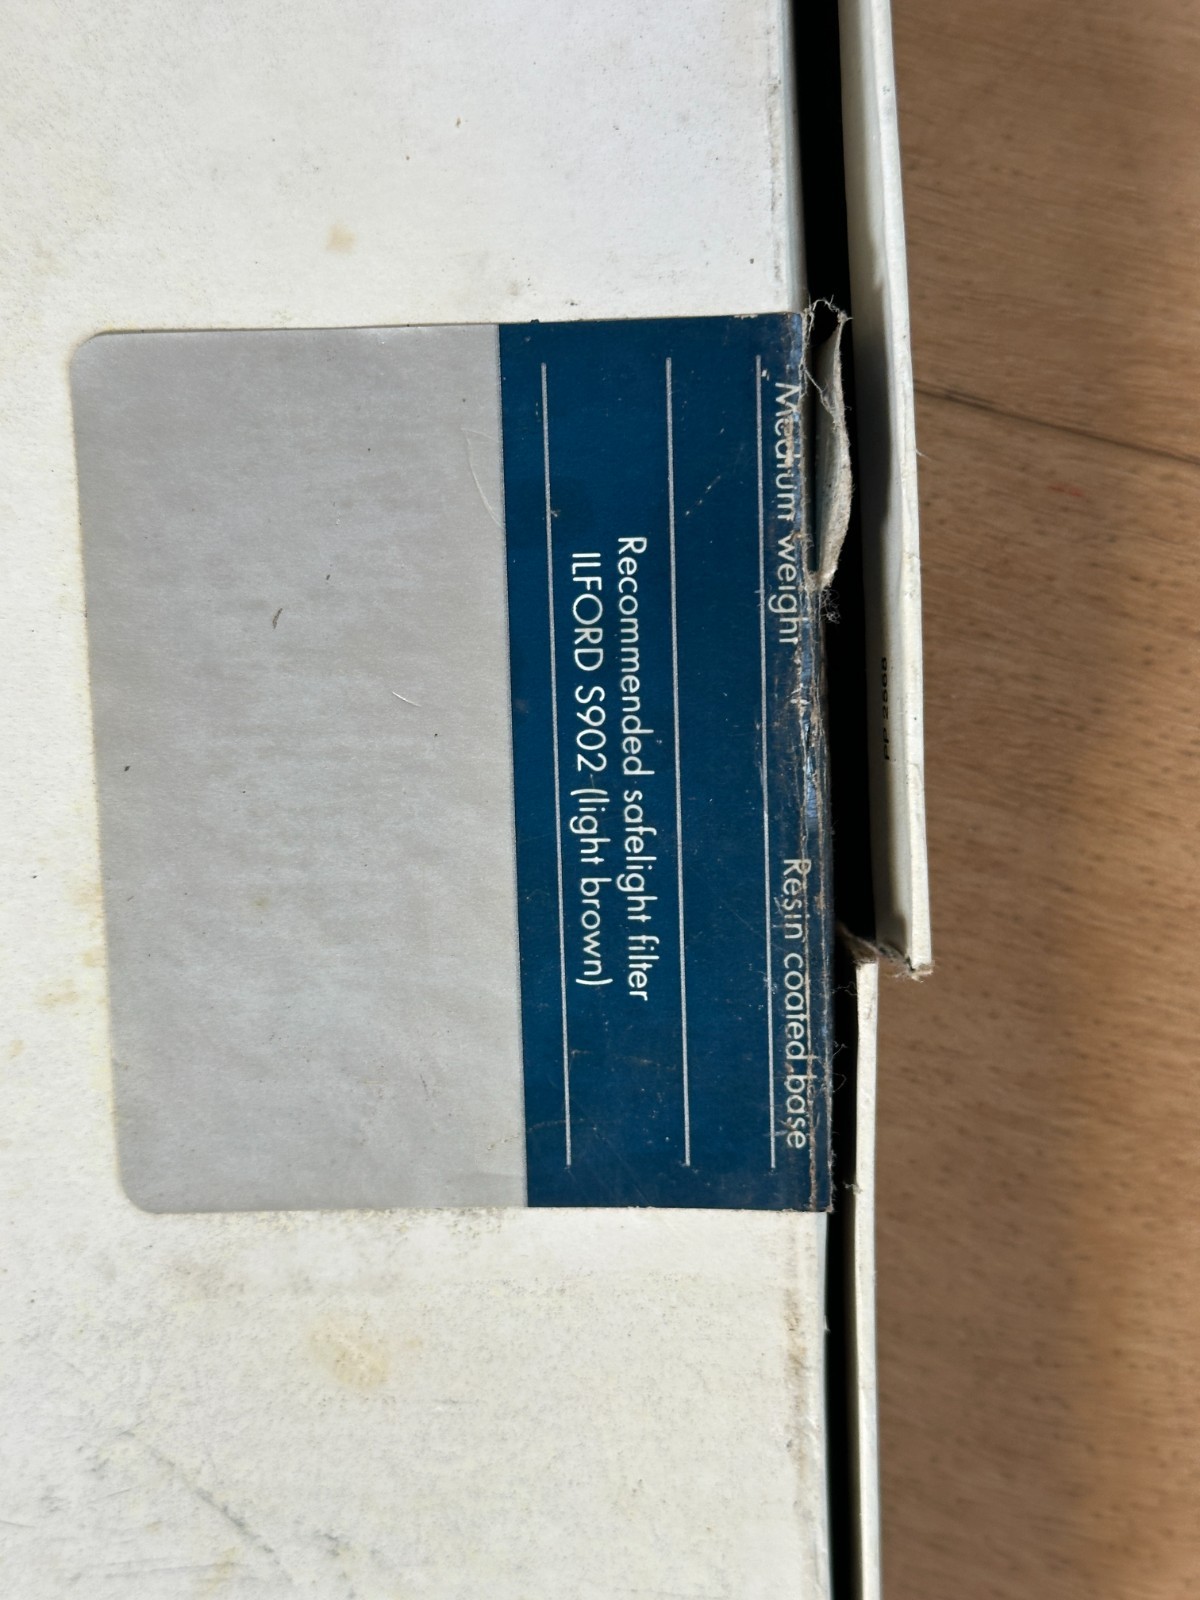 Medium weight Resin coated base
Recommended safelight filter
ILFORD S902 (light brown)